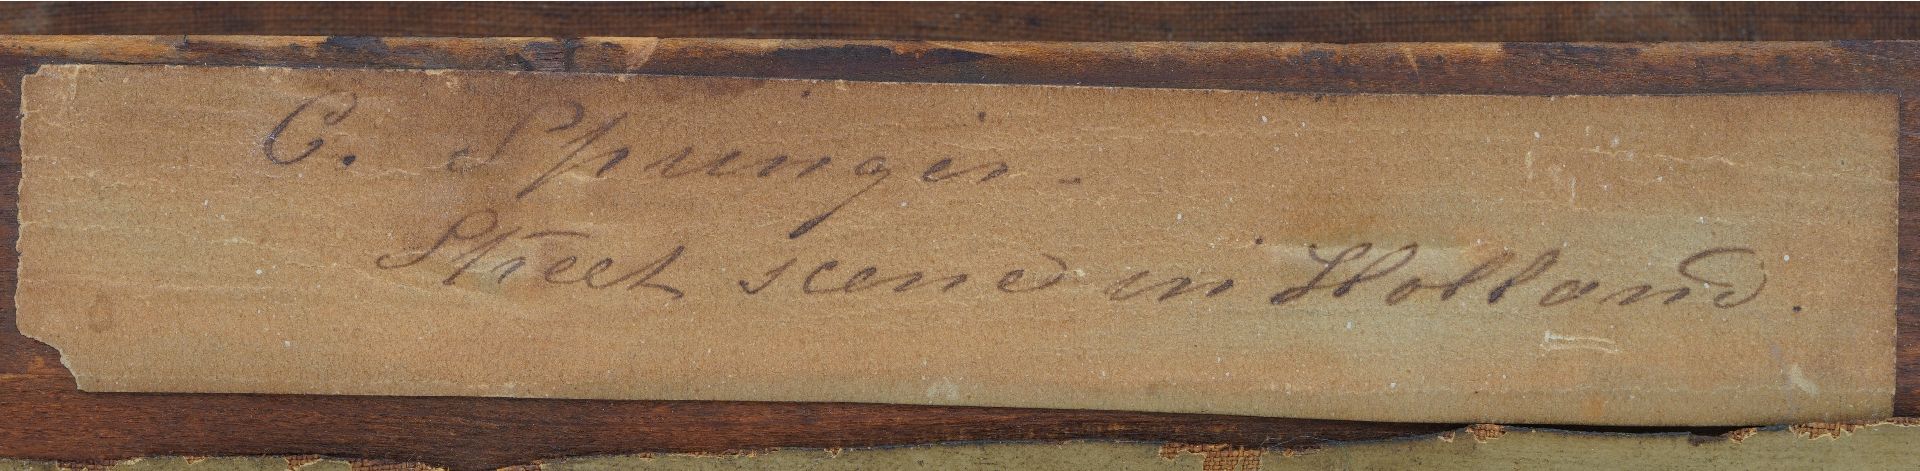 C. Springer.
Street scene in Holland.